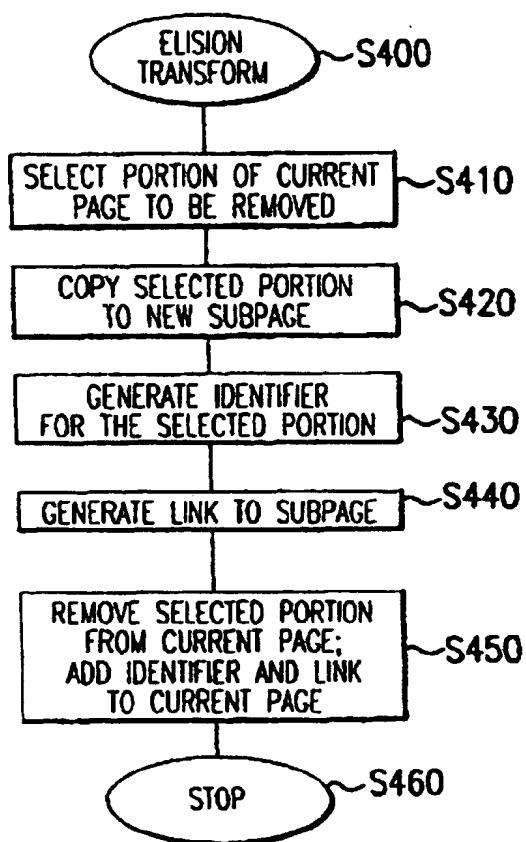 ELISION
TRANSFORM
S400
SELECT PORTION OF CURRENT
PAGE TO BE REMOVED
S410
COPY SELECTED PORTION
TO NEW SUBPAGE
S420
GENERATE IDENTIFIER
FOR THE SELECTED PORTION
S430
GENERATE LINK TO SUBPAGE
S440
REMOVE SELECTED PORTION
FROM CURRENT PAGE;
ADD IDENTIFIER AND LINK
TO CURRENT PAGE
S450
STOP
S460